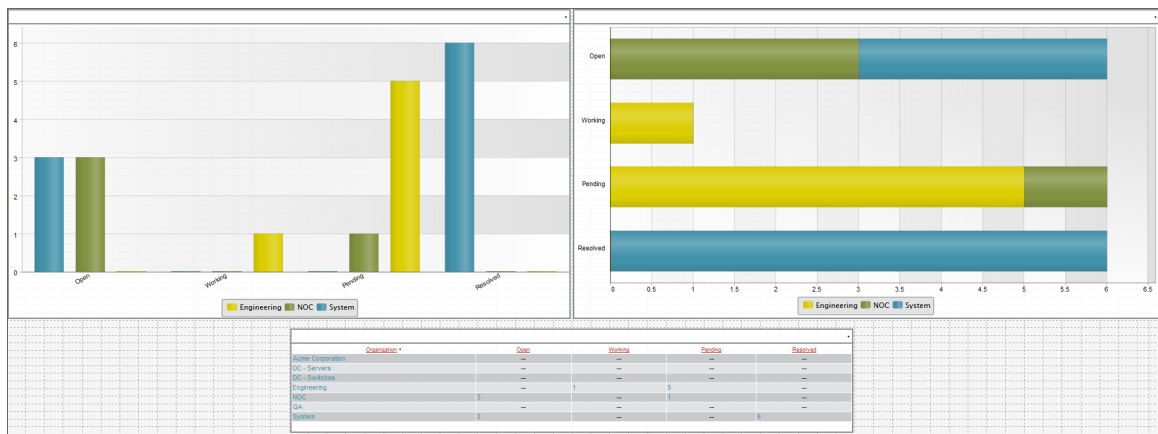 6
5
4
3
2
1
0
Open
Working
Pending
Resolved
Engineering NOC System
Open
Working
Pending
Resolved
0 0.5 1 1.5 2 2.5 3 3.5 4 4.5 5 5.5 6 6.5
Engineering NOC System
Organization Open Working Pending Resolved
Acme Corporation -- -- -- --
DC - Servers -- -- -- --
DC - Switches -- -- -- --
Engineering -- 1 5 --
NOC 3 -- 1 --
QA -- -- -- --
System 3 -- -- 6